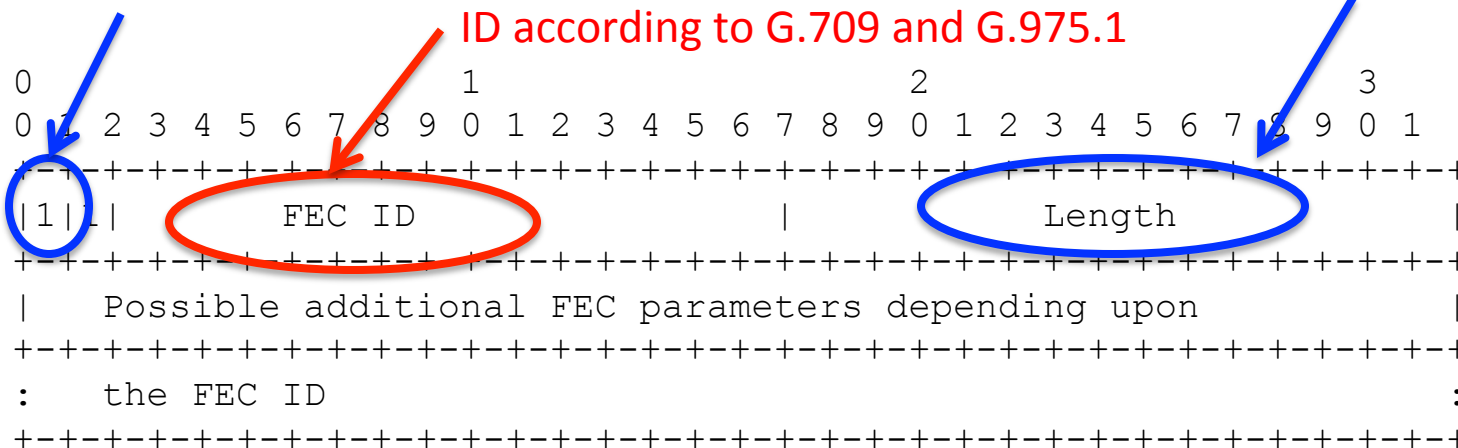 ID according to G.709 and G.975.1
0                   1                   2                   3
0 1 2 3 4 5 6 7 8 9 0 1 2 3 4 5 6 7 8 9 0 1 2 3 4 5 6 7 8 9 0 1
+-+-+-+-+-+-+-+-+-+-+-+-+-+-+-+-+-+-+-+-+-+-+-+-+-+-+-+-+-+-+-+-+
|1|1|       FEC ID                |           Length            |
+-+-+-+-+-+-+-+-+-+-+-+-+-+-+-+-+-+-+-+-+-+-+-+-+-+-+-+-+-+-+-+-+
|   Possible additional FEC parameters depending upon           |
+-+-+-+-+-+-+-+-+-+-+-+-+-+-+-+-+-+-+-+-+-+-+-+-+-+-+-+-+-+-+-+-+
:   the FEC ID                                                  :
+-+-+-+-+-+-+-+-+-+-+-+-+-+-+-+-+-+-+-+-+-+-+-+-+-+-+-+-+-+-+-+-+